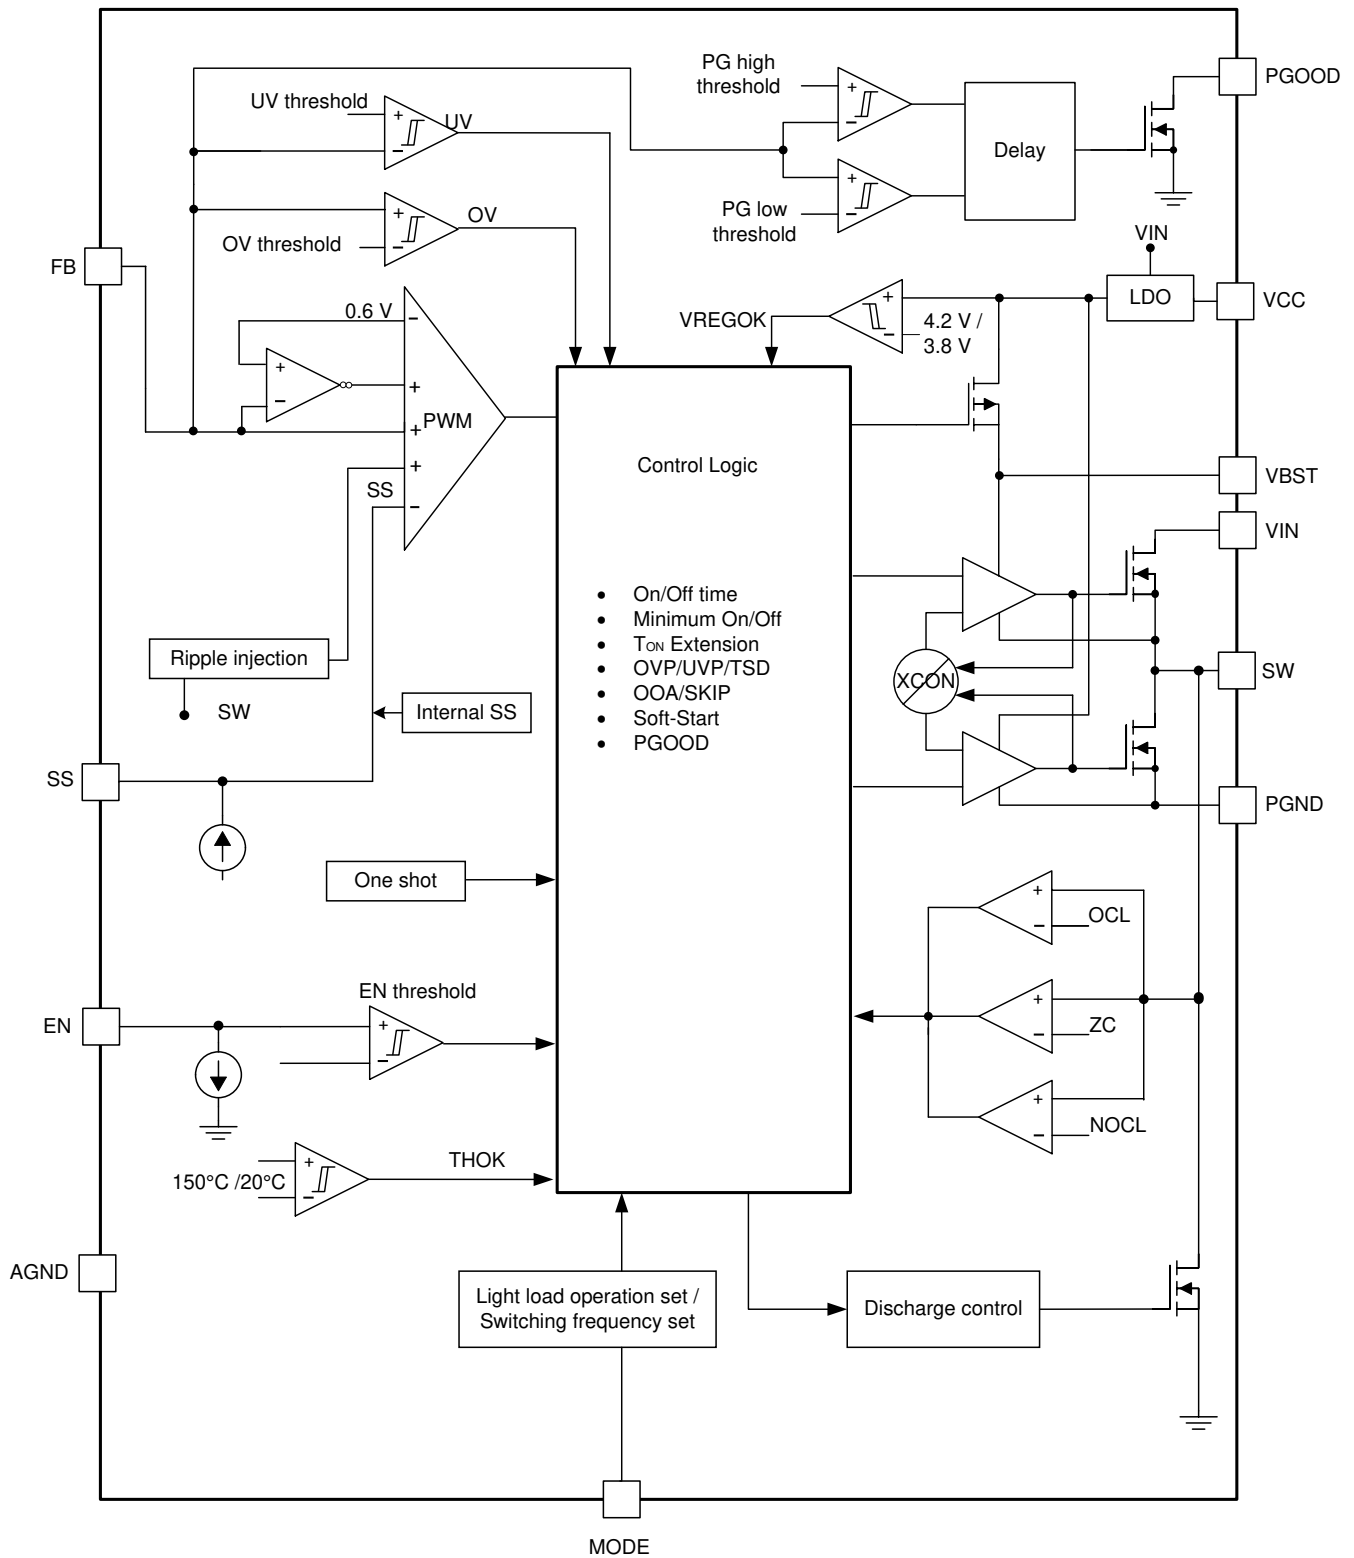 PG high
threshold
PGOOD
UV threshold
+
-
UV
+
-
Delay
+
-
PG low
threshold
OV
+
-
OV threshold
VIN
FB
LDO
VCC
0.6 V
-
VREGOK
+
-
4.2 V /
3.8 V
+
-
+
+
PWM
+
SS
-
Control Logic
VBST
VIN
• On/Off time
• Minimum On/Off
• TON Extension
• OVP/UVP/TSD
• OOA/SKIP
• Soft-Start
• PGOOD
Ripple injection
SW
XCON
SW
Internal SS
SS
PGND
One shot
+
-
OCL
EN threshold
EN
+
-
+
-
ZC
+
-
NOCL
THOK
+
-
150°C /20°C
AGND
Light load operation set /
Switching frequency set
Discharge control
MODE